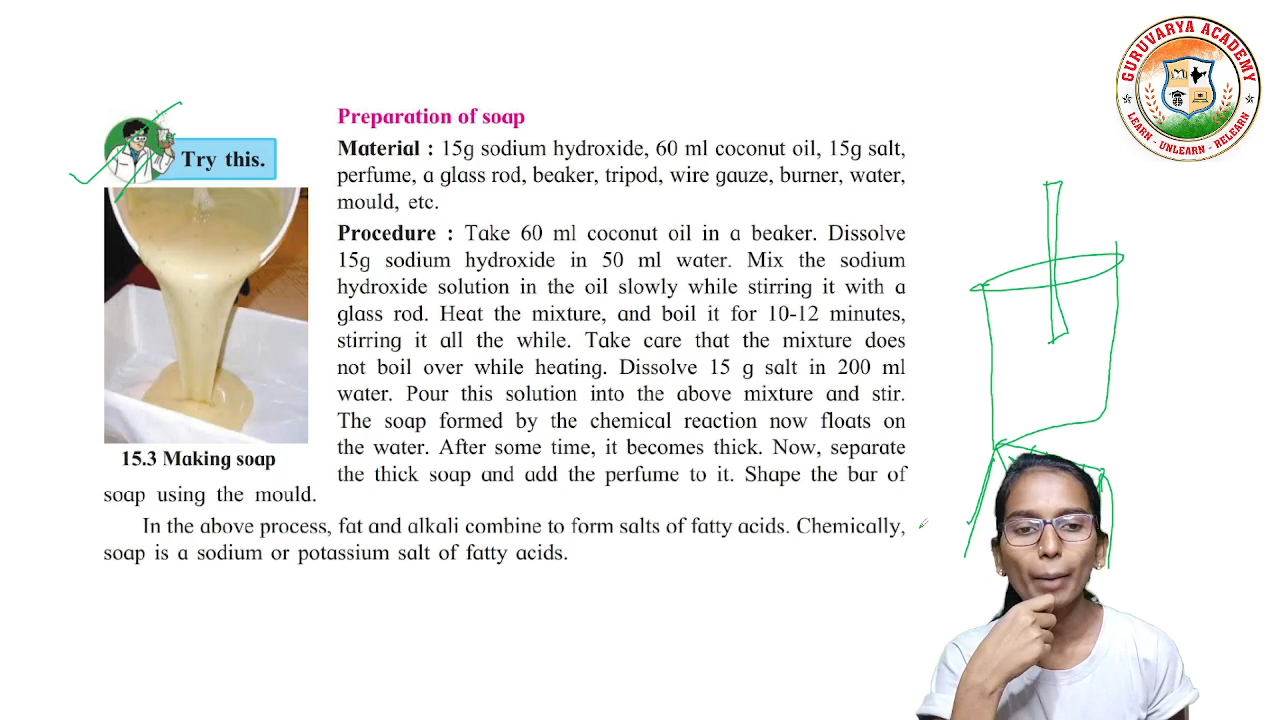 GURUVARYA ACADEMY
LEARN - UNLEARN - RELEARN
Try this.
Preparation of soap
Material : 15g sodium hydroxide, 60 ml coconut oil, 15g salt,
perfume, a glass rod, beaker, tripod, wire gauze, burner, water,
mould, etc.
Procedure : Take 60 ml coconut oil in a beaker. Dissolve
15g sodium hydroxide in 50 ml water. Mix the sodium
hydroxide solution in the oil slowly while stirring it with a
glass rod. Heat the mixture, and boil it for 10-12 minutes,
stirring it all the while. Take care that the mixture does
not boil over while heating. Dissolve 15 g salt in 200 ml
water. Pour this solution into the above mixture and stir.
The soap formed by the chemical reaction now floats on
the water. After some time, it becomes thick. Now, separate
the thick soap and add the perfume to it. Shape the bar of
soap using the mould.
15.3 Making soap
In the above process, fat and alkali combine to form salts of fatty acids. Chemically,
soap is a sodium or potassium salt of fatty acids.